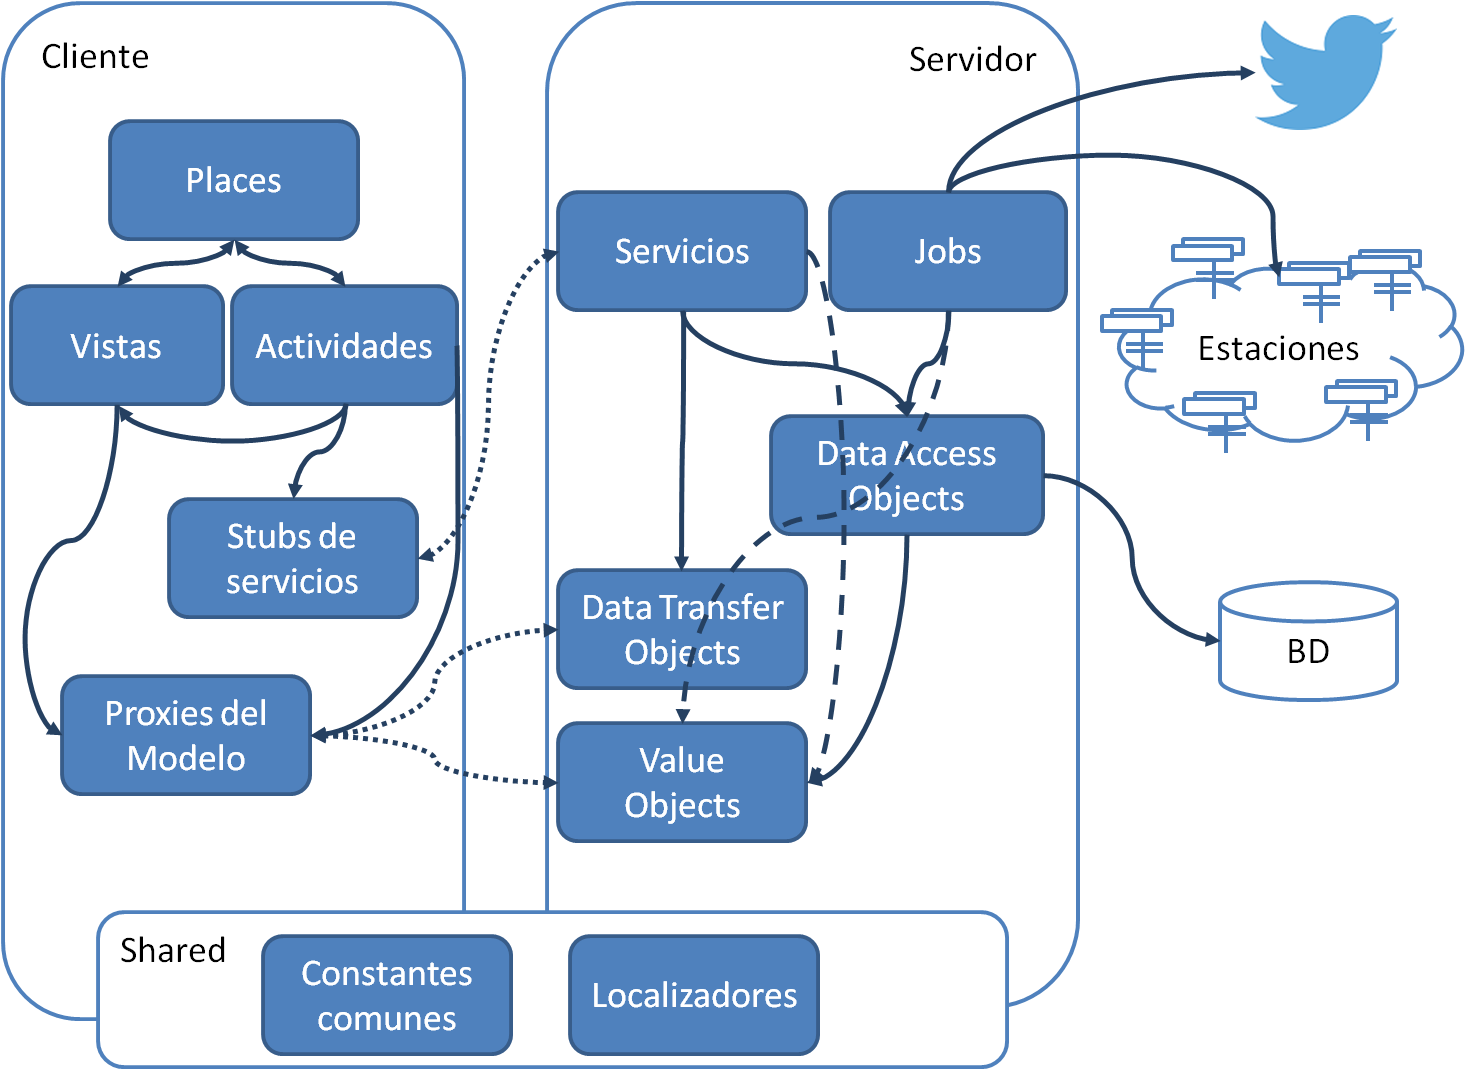 Cliente
Servidor
Places
Servicios
Jobs
Vistas
Actividades
Estaciones
Data Access
Objects
Stubs de
servicios
Data Transfer
Objects
BD
Proxies del
Modelo
Value
Objects
Shared
Constantes
comunes
Localizadores